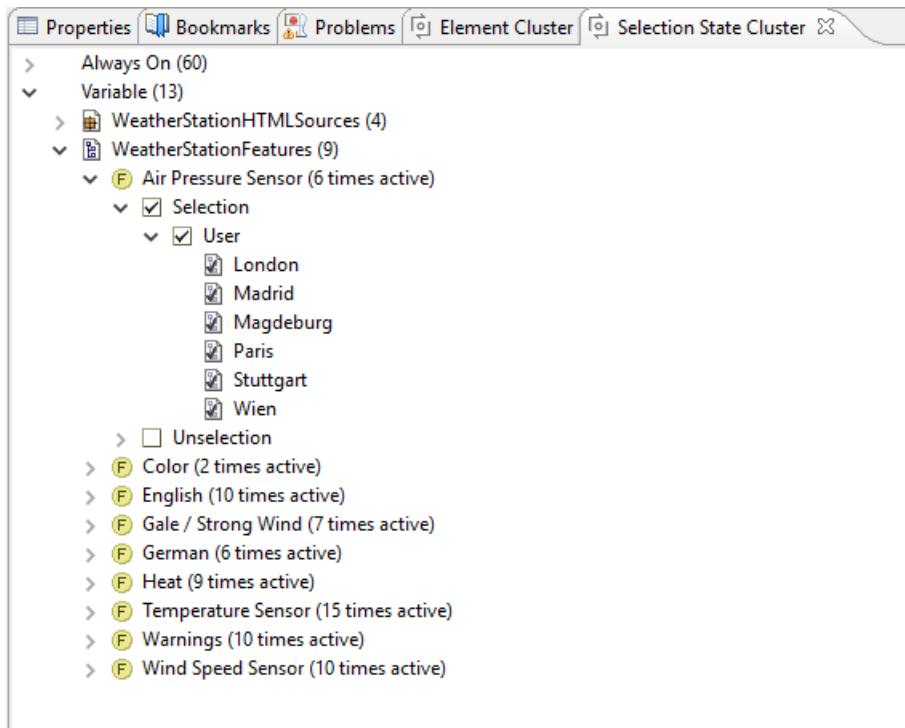 Properties Bookmarks Problems Element Cluster Selection State Cluster
Always On (60)
Variable (13)
WeatherStationHTMLSources (4)
WeatherStationFeatures (9)
F Air Pressure Sensor (6 times active)
Selection
User
London
Madrid
Magdeburg
Paris
Stuttgart
Wien
Unselection
F Color (2 times active)
F English (10 times active)
F Gale / Strong Wind (7 times active)
F German (6 times active)
F Heat (9 times active)
F Temperature Sensor (15 times active)
F Warnings (10 times active)
F Wind Speed Sensor (10 times active)